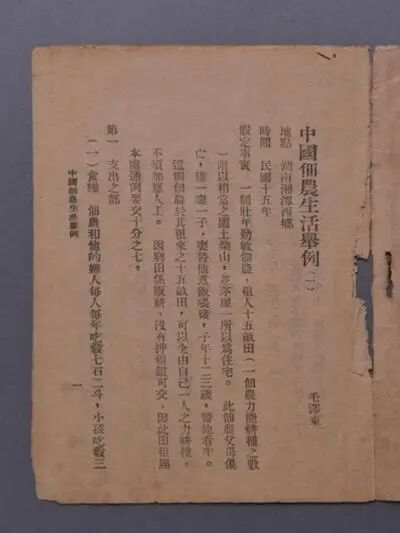 中國佃農生活舉例（一）
毛澤東
地點　湖南湘潭西鄉
時間　民國十五年
假定事實　一個壯年勤敏佃農，租人十五畝田（一個農力能耕種之數
）附以相當之園土柴山，並茅屋一所以爲住宅。　此佃農父母俱
亡，僅一妻一子，妻替他煮飯喂豬，子年十二三歲，替他看牛。
這個佃農於其租來之十五畝田，可以全由自己一人之力耕種，
不須加雇人工。　因窮田係賒耕，沒有押租銀可交，因此田租照
本處通例要交十分之七。
第一　支出之部
（一）食糧　佃農和他的婦人每人每年吃穀七石二斗，小孩吃穀三
中國佃農生活舉例
一